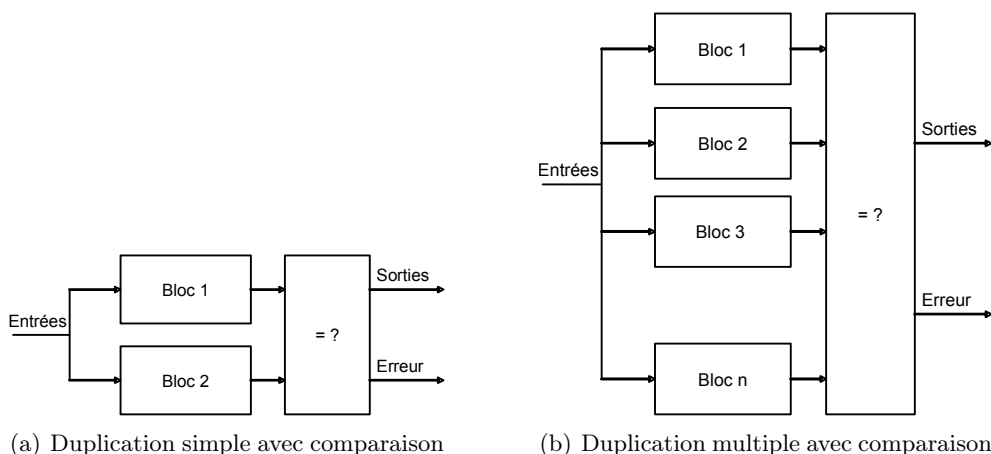 Entrées
Bloc 1
Bloc 2
= ?
Sorties
Erreur
(a) Duplication simple avec comparaison
Entrées
Bloc 1
Bloc 2
Bloc 3
Bloc n
= ?
Sorties
Erreur
(b) Duplication multiple avec comparaison